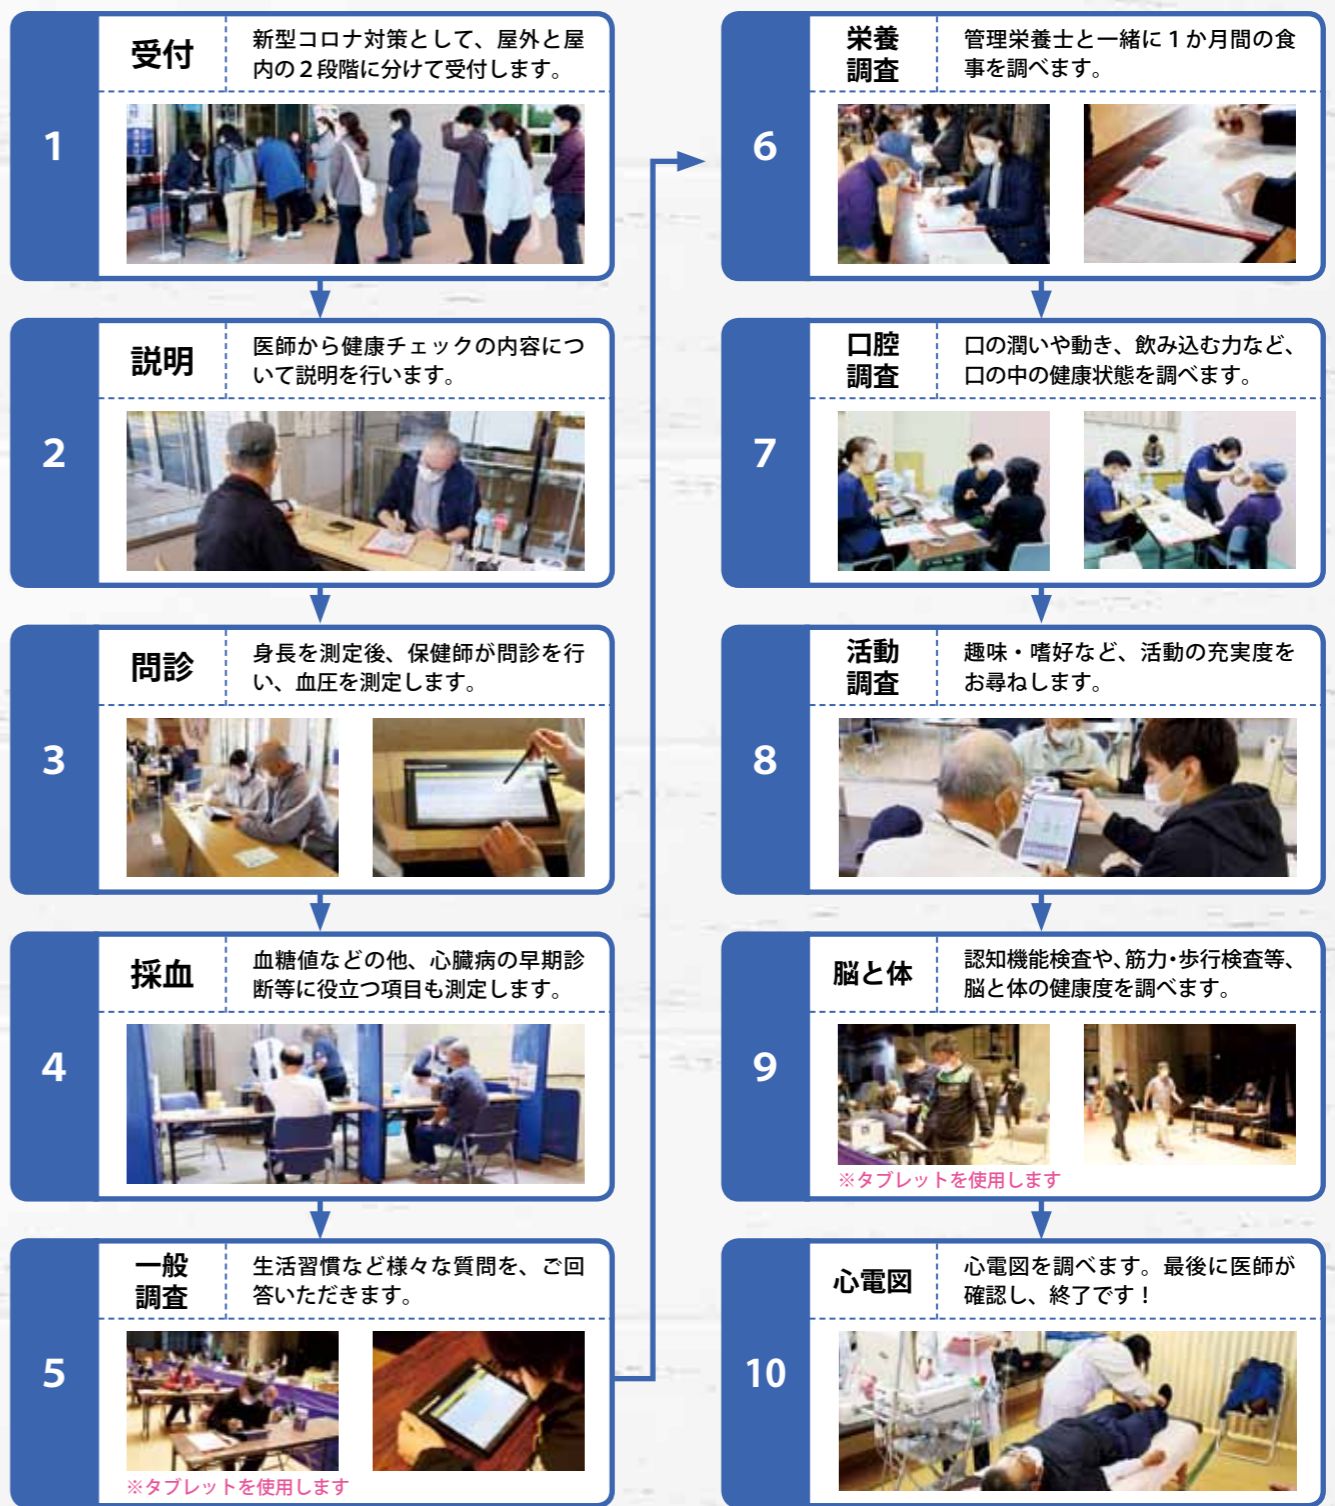 1
受付
新型コロナ対策として、屋外と屋
内の２段階に分けて受付します。
2
説明
医師から健康チェックの内容につ
いて説明を行います。
3
問診
身長を測定後、保健師が問診を行
い、血圧を測定します。
4
採血
血糖値などの他、心臓病の早期診
断等に役立つ項目も測定します。
5
一般
調査
生活習慣など様々な質問を、ご回
答いただきます。
※タブレットを使用します
6
栄養
調査
管理栄養士と一緒に１か月間の食
事を調べます。
7
口腔
調査
口の潤いや動き、飲み込む力など、
口の中の健康状態を調べます。
8
活動
調査
趣味・嗜好など、活動の充実度を
お尋ねします。
9
脳と体
認知機能検査や、筋力・歩行検査等、
脳と体の健康度を調べます。
※タブレットを使用します
10
心電図
心電図を調べます。最後に医師が
確認し、終了です！